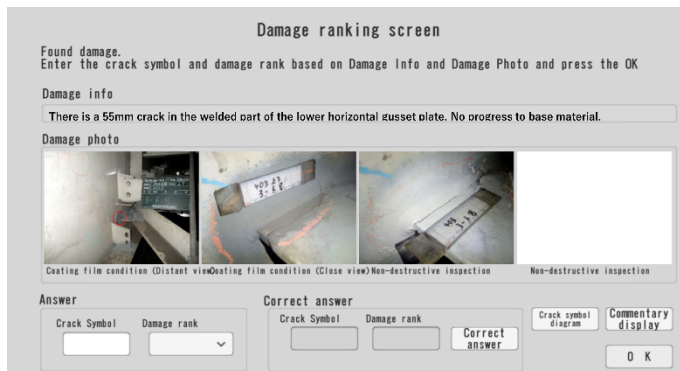 Damage ranking screen
Found damage.
Enter the crack symbol and damage rank based on Damage Info and Damage Photo and press the OK
Damage info
There is a 55mm crack in the welded part of the lower horizontal gusset plate. No progress to base material.
Damage photo
Coating film condition (Distant view)
Coating film condition (Close view)
Non-destructive inspection
Non-destructive inspection
Answer
Crack Symbol
Damage rank
Correct answer
Crack Symbol
Damage rank
Correct
answer
Crack symbol
diagram
Commentary
display
O K